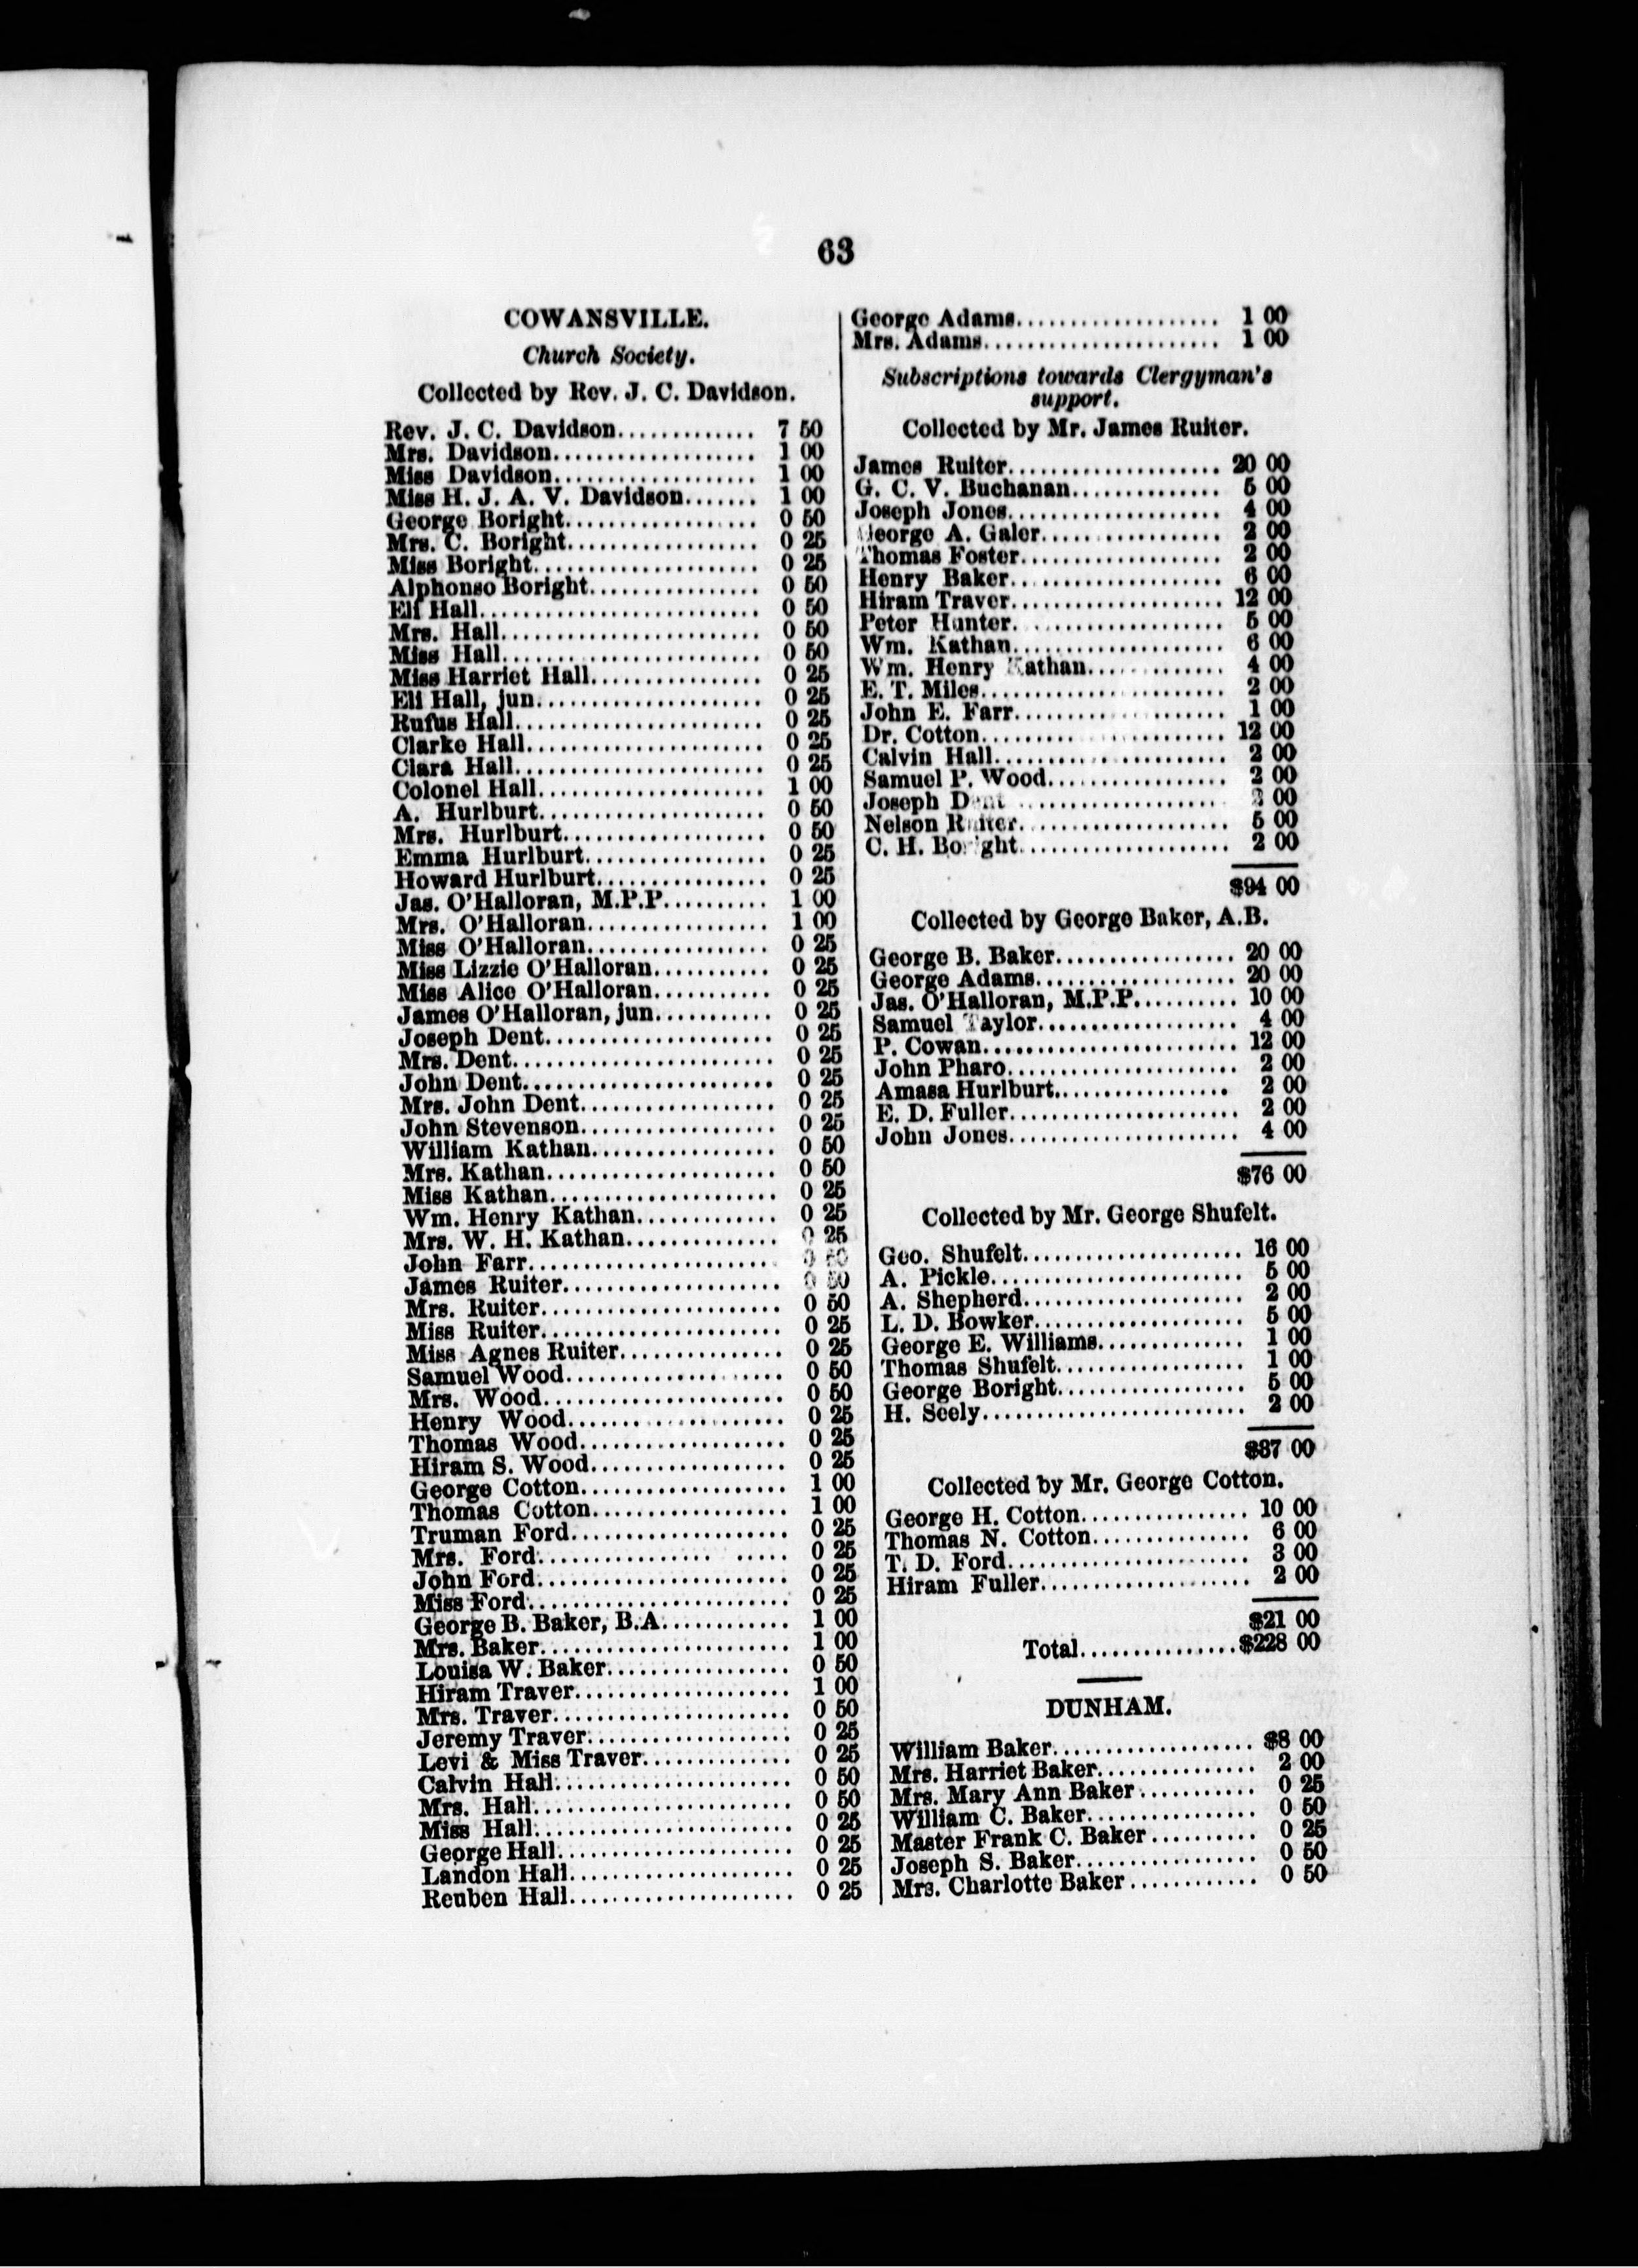 63
COWANSVILLE.
Church Society.
Collected by Rev. J. C. Davidson.
Rev. J. C. Davidson............. 7 50
Mrs. Davidson................... 1 00
Miss Davidson................... 1 00
Miss H. J. A. V. Davidson....... 1 00
George Boright.................. 0 50
Mrs. C. Boright.................. 0 25
Miss Boright..................... 0 25
Alphonso Boright................ 0 50
Eli Hall.......................... 0 50
Mrs. Hall........................ 0 50
Miss Hall........................ 0 50
Miss Harriet Hall................ 0 25
Eli Hall, jun..................... 0 25
Rufus Hall....................... 0 25
Clarke Hall...................... 0 25
Clara Hall....................... 0 25
Colonel Hall..................... 1 00
A. Hurlburt..................... 0 50
Mrs. Hurlburt................... 0 50
Emma Hurlburt................. 0 25
Howard Hurlburt................ 0 25
Jas. O'Halloran, M.P.P.......... 1 00
Mrs. O'Halloran................. 1 00
Miss O'Halloran................. 0 25
Miss Lizzie O'Halloran........... 0 25
Miss Alice O'Halloran........... 0 25
James O'Halloran, jun........... 0 25
Joseph Dent..................... 0 25
Mrs. Dent........................ 0 25
John Dent....................... 0 25
Mrs. John Dent.................. 0 25
John Stevenson.................. 0 25
William Kathan................. 0 50
Mrs. Kathan..................... 0 50
Miss Kathan..................... 0 25
Wm. Henry Kathan............. 0 25
Mrs. W. H. Kathan.............. 0 25
John Farr....................... 0 50
James Ruiter.................... 0 50
Mrs. Ruiter...................... 0 50
Miss Ruiter...................... 0 25
Miss Agnes Ruiter............... 0 25
Samuel Wood.................... 0 50
Mrs. Wood...................... 0 50
Henry Wood.................... 0 25
Thomas Wood................... 0 25
Hiram S. Wood.................. 0 25
George Cotton................... 1 00
Thomas Cotton.................. 1 00
Truman Ford.................... 0 25
Mrs. Ford....................... 0 25
John Ford....................... 0 25
Miss Ford........................ 0 25
George B. Baker, B.A............ 1 00
Mrs. Baker....................... 1 00
Louisa W. Baker................. 0 50
Hiram Traver.................... 1 00
Mrs. Traver...................... 0 50
Jeremy Traver................... 0 25
Levi & Miss Traver.............. 0 25
Calvin Hall...................... 0 50
Mrs. Hall........................ 0 50
Miss Hall........................ 0 25
George Hall...................... 0 25
Landon Hall..................... 0 25
Reuben Hall..................... 0 25
George Adams................... 1 00
Mrs. Adams...................... 1 00
Subscriptions towards Clergyman's
support.
Collected by Mr. James Ruiter.
James Ruiter.................... 20 00
G. C. V. Buchanan.............. 5 00
Joseph Jones.................... 4 00
George A. Galer................. 2 00
Thomas Foster................... 2 00
Henry Baker.................... 6 00
Hiram Traver.................... 12 00
Peter Hunter.................... 5 00
Wm. Kathan.................... 6 00
Wm. Henry Kathan............. 4 00
E. T. Miles....................... 2 00
John E. Farr.................... 1 00
Dr. Cotton....................... 12 00
Calvin Hall...................... 2 00
Samuel P. Wood................. 2 00
Joseph Dent .................... 00
Nelson Ruiter.................... 5 00
C. H. Boright.................... 2 00
$94 00
Collected by George Baker, A.B.
George B. Baker................. 20 00
George Adams................... 20 00
Jas. O'Halloran, M.P.P.......... 10 00
Samuel Taylor................... 4 00
P. Cowan........................ 12 00
John Pharo...................... 2 00
Amasa Hurlburt................. 2 00
E. D. Fuller...................... 2 00
John Jones...................... 4 00
$76 00
Collected by Mr. George Shufelt.
Geo. Shufelt..................... 16 00
A. Pickle........................ 5 00
A. Shepherd..................... 2 00
L. D. Bowker.................... 5 00
George E. Williams.............. 1 00
Thomas Shufelt.................. 1 00
George Boright.................. 5 00
H. Seely......................... 2 00
$37 00
Collected by Mr. George Cotton.
George H. Cotton................ 10 00
Thomas N. Cotton............... 6 00
T. D. Ford....................... 3 00
Hiram Fuller.................... 2 00
$21 00
Total...............$228 00
DUNHAM.
William Baker................... $8 00
Mrs. Harriet Baker............... 2 00
Mrs. Mary Ann Baker ........... 0 25
William C. Baker................ 0 50
Master Frank C. Baker .......... 0 25
Joseph S. Baker................. 0 50
Mrs. Charlotte Baker ............ 0 50